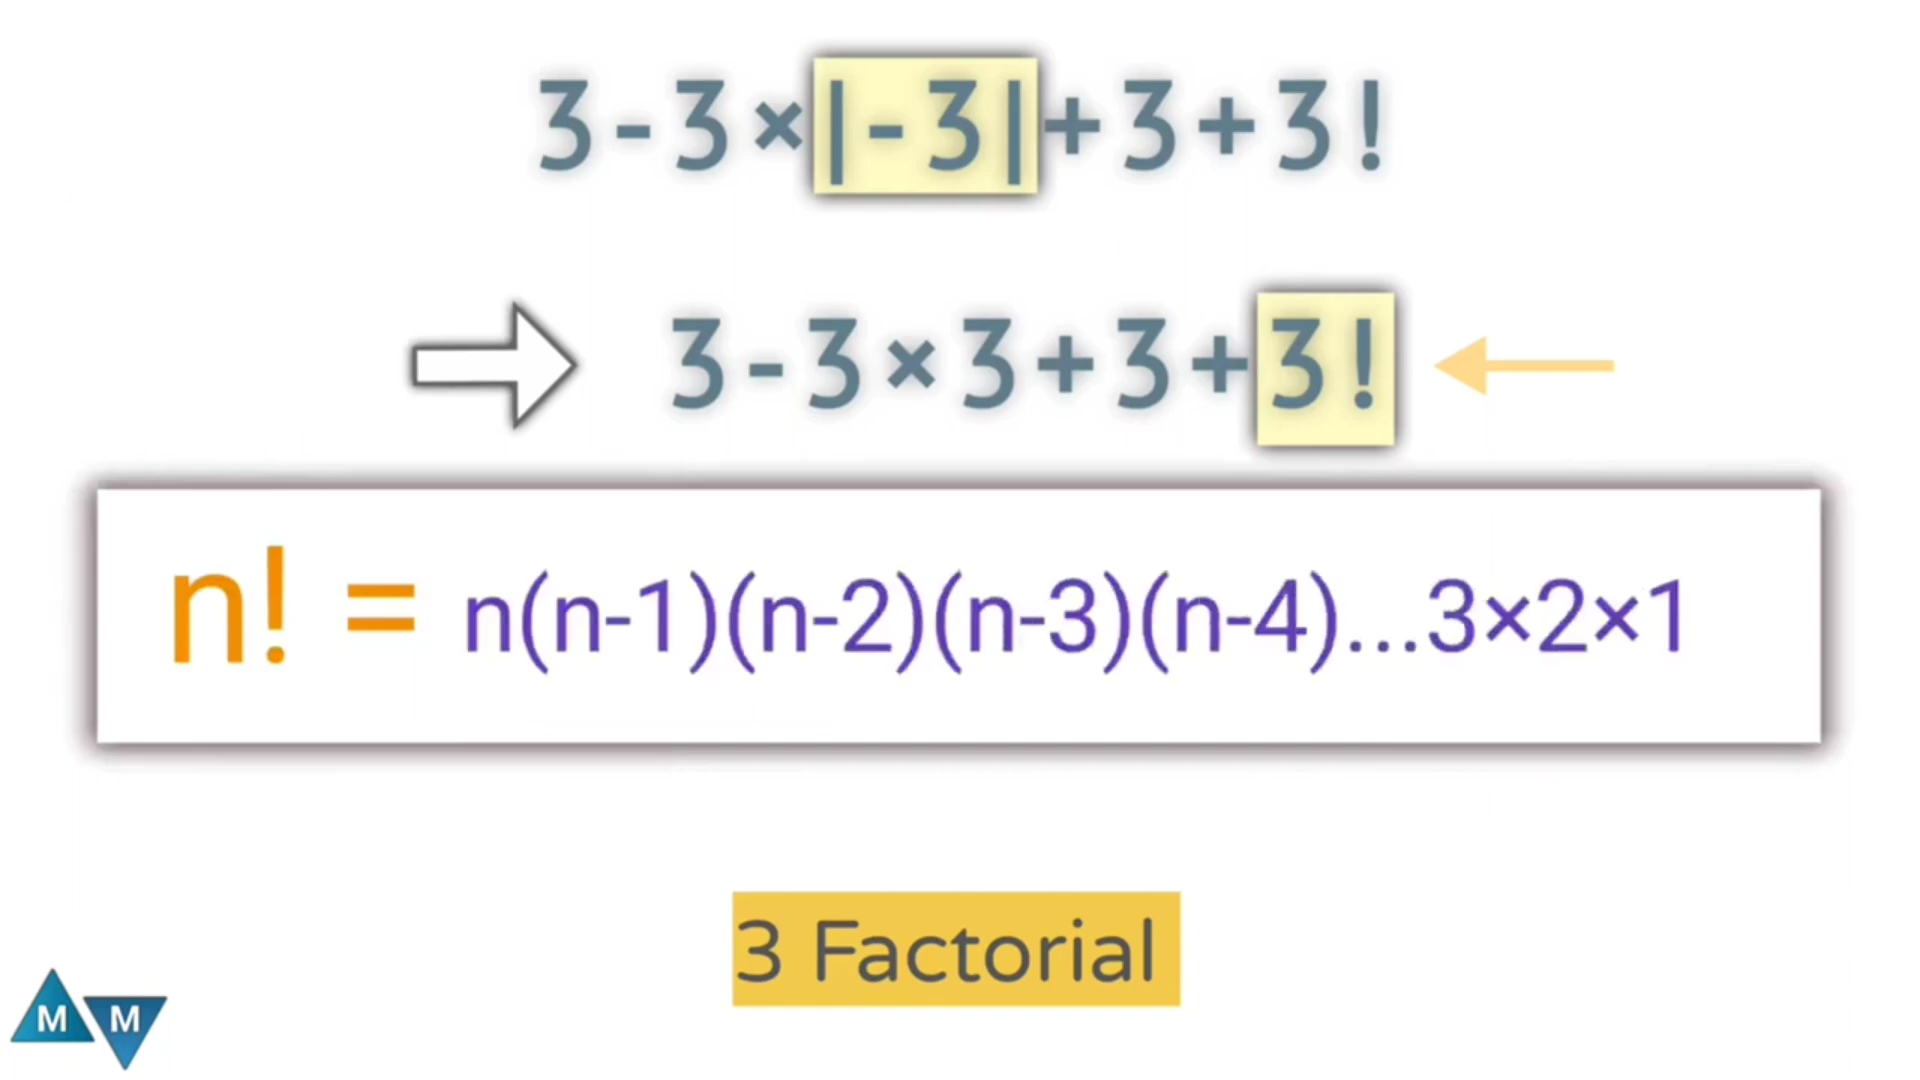 3-3×|-3|+3+3!
3-3×3+3+3!
n! = n(n-1)(n-2)(n-3)(n-4)...3×2×1
3 Factorial
M M